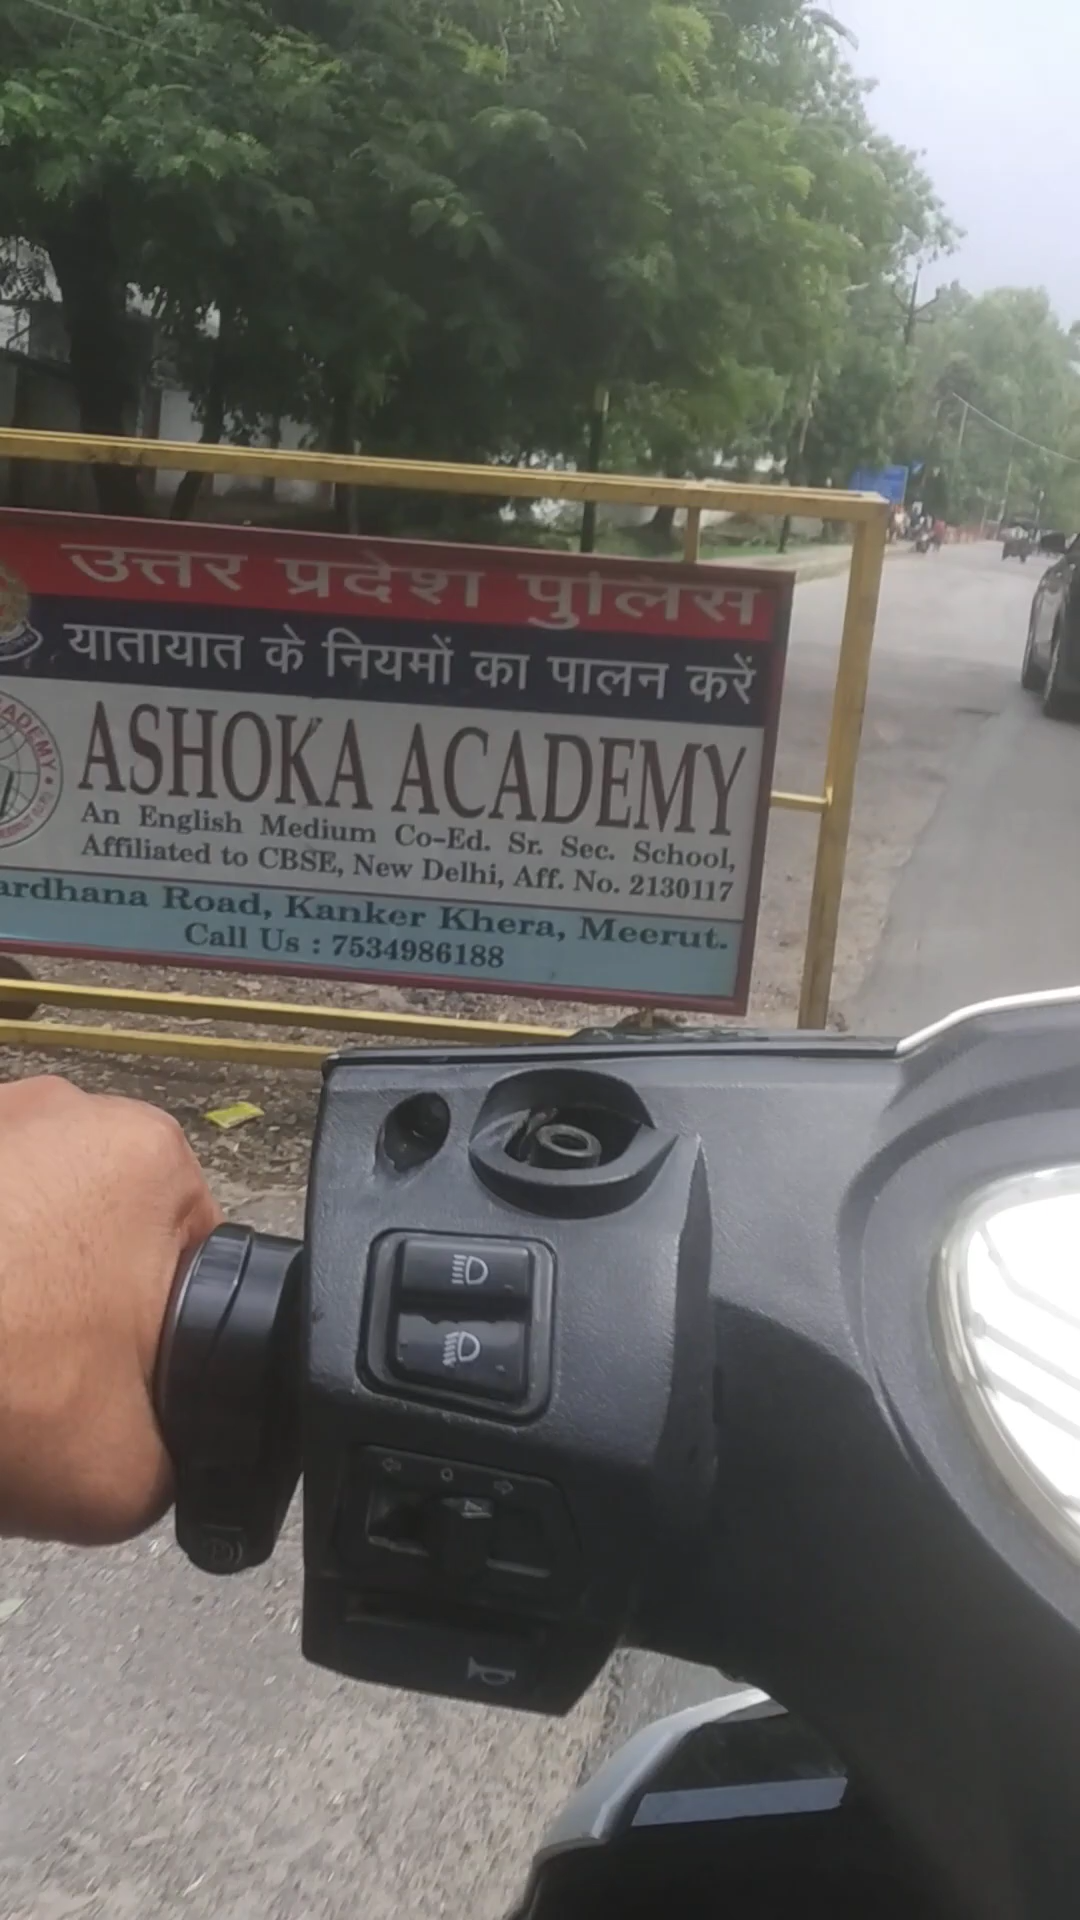 उत्तर प्रदेश पुलिस
यातायात के नियमों का पालन करें
ASHOKA ACADEMY
An English Medium Co-Ed. Sr. Sec. School,
Affiliated to CBSE, New Delhi, Aff. No. 2130117
ardhana Road, Kanker Khera, Meerut.
Call Us : 7534986188